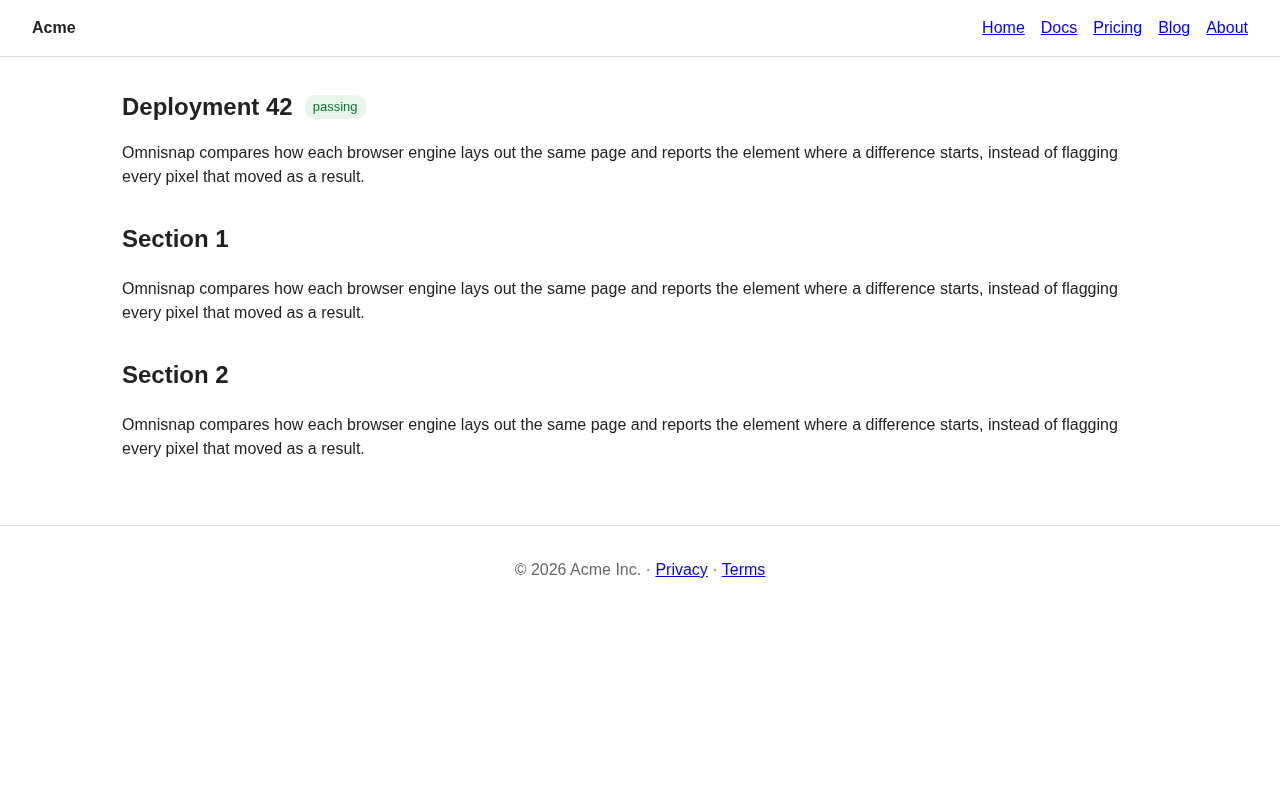 Acme
Home Docs Pricing Blog About
Deployment 42 passing
Omnisnap compares how each browser engine lays out the same page and reports the element where a difference starts, instead of flagging
every pixel that moved as a result.
Section 1
Omnisnap compares how each browser engine lays out the same page and reports the element where a difference starts, instead of flagging
every pixel that moved as a result.
Section 2
Omnisnap compares how each browser engine lays out the same page and reports the element where a difference starts, instead of flagging
every pixel that moved as a result.
© 2026 Acme Inc. · Privacy · Terms